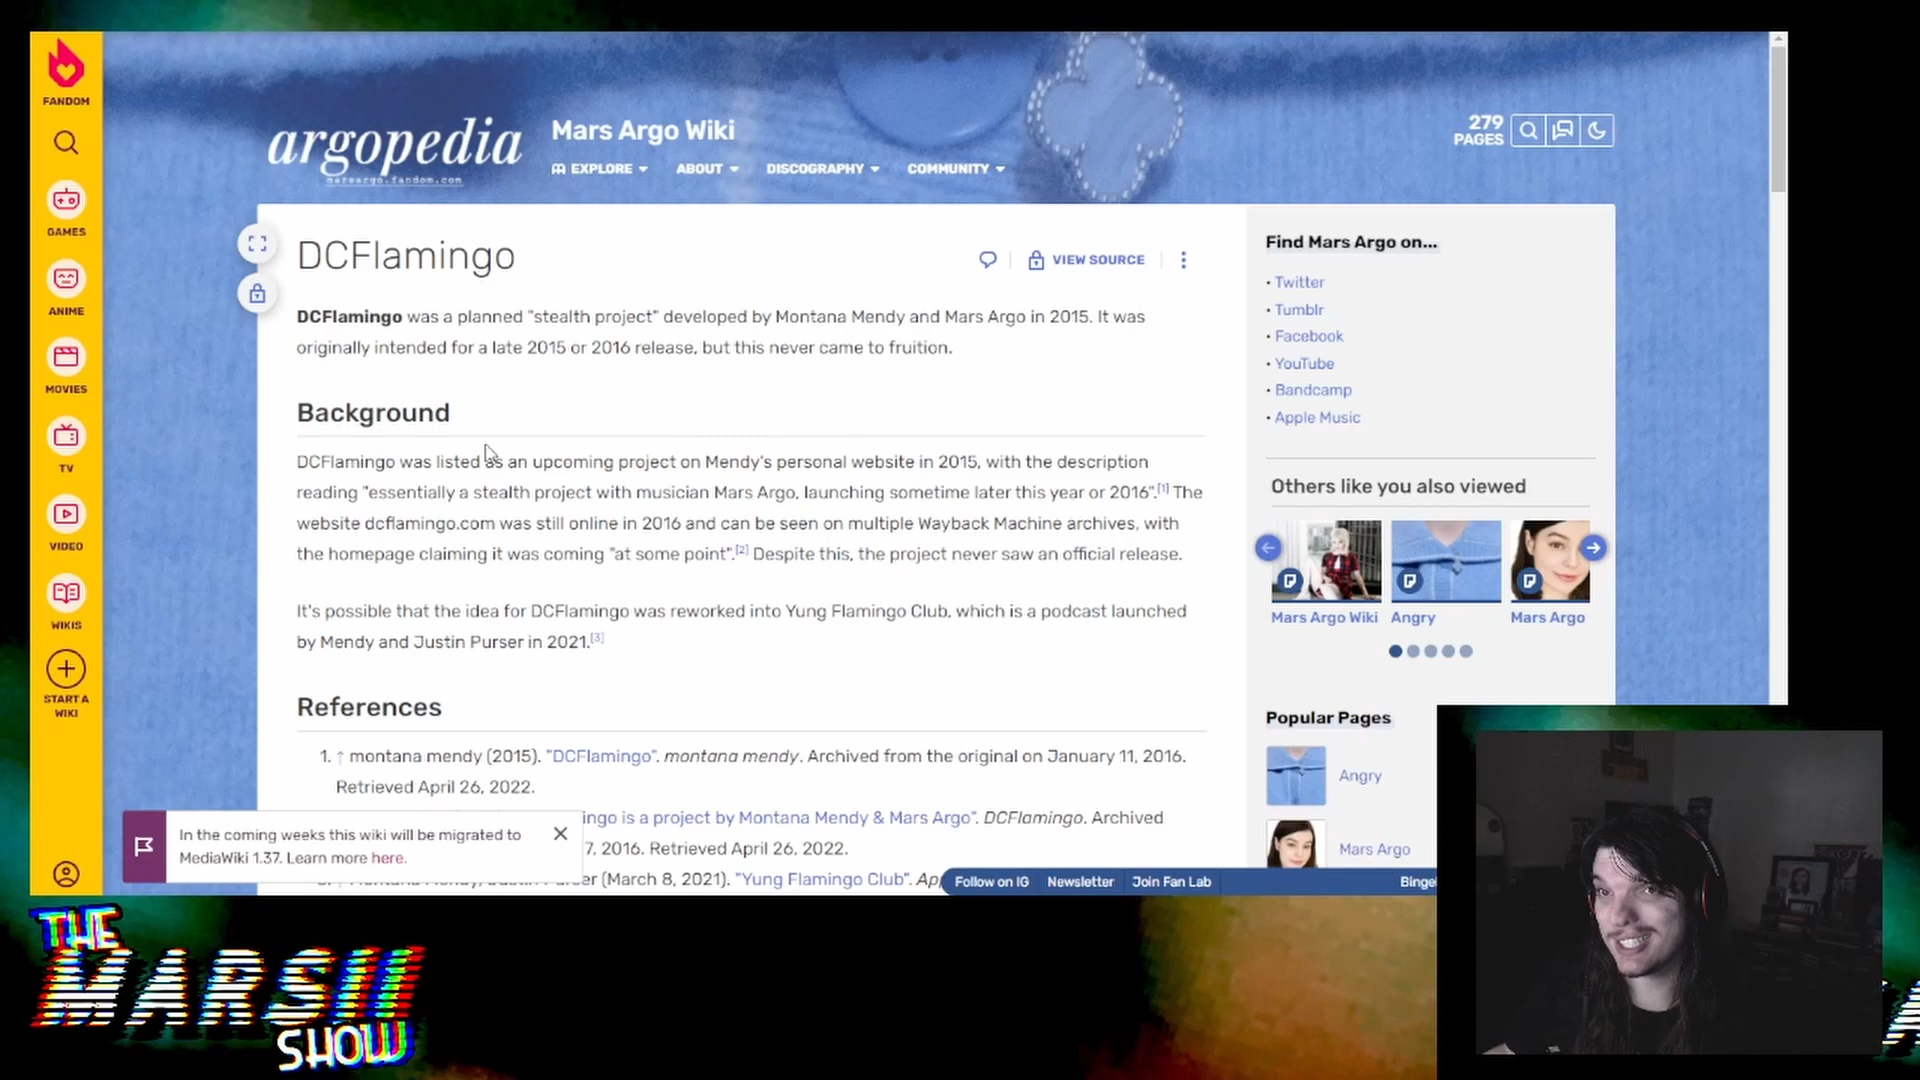 FANDOM
GAMES
ANIME
MOVIES
TV
VIDEO
WIKIS
START A
WIKI
argopedia
marsargo.fandom.com
Mars Argo Wiki
EXPLORE
ABOUT
DISCOGRAPHY
COMMUNITY
279
PAGES
DCFlamingo
VIEW SOURCE
DCFlamingo was a planned "stealth project" developed by Montana Mendy and Mars Argo in 2015. It was
originally intended for a late 2015 or 2016 release, but this never came to fruition.
Background
DCFlamingo was listed as an upcoming project on Mendy's personal website in 2015, with the description
reading "essentially a stealth project with musician Mars Argo, launching sometime later this year or 2016".[1] The
website dcflamingo.com was still online in 2016 and can be seen on multiple Wayback Machine archives, with
the homepage claiming it was coming "at some point".[2] Despite this, the project never saw an official release.
It's possible that the idea for DCFlamingo was reworked into Yung Flamingo Club, which is a podcast launched
by Mendy and Justin Purser in 2021.[3]
References
1. ↑ montana mendy (2015). "DCFlamingo". montana mendy. Archived from the original on January 11, 2016.
Retrieved April 26, 2022.
ingo is a project by Montana Mendy & Mars Argo". DCFlamingo. Archived
7, 2016. Retrieved April 26, 2022.
er (March 8, 2021). "Yung Flamingo Club". Ap
In the coming weeks this wiki will be migrated to
MediaWiki 1.37. Learn more here.
Find Mars Argo on...
• Twitter
• Tumblr
• Facebook
• YouTube
• Bandcamp
• Apple Music
Others like you also viewed
Mars Argo Wiki
Angry
Mars Argo
Popular Pages
Angry
Mars Argo
Follow on IG
Newsletter
Join Fan Lab
Binge
THE
MARSII
SHOW